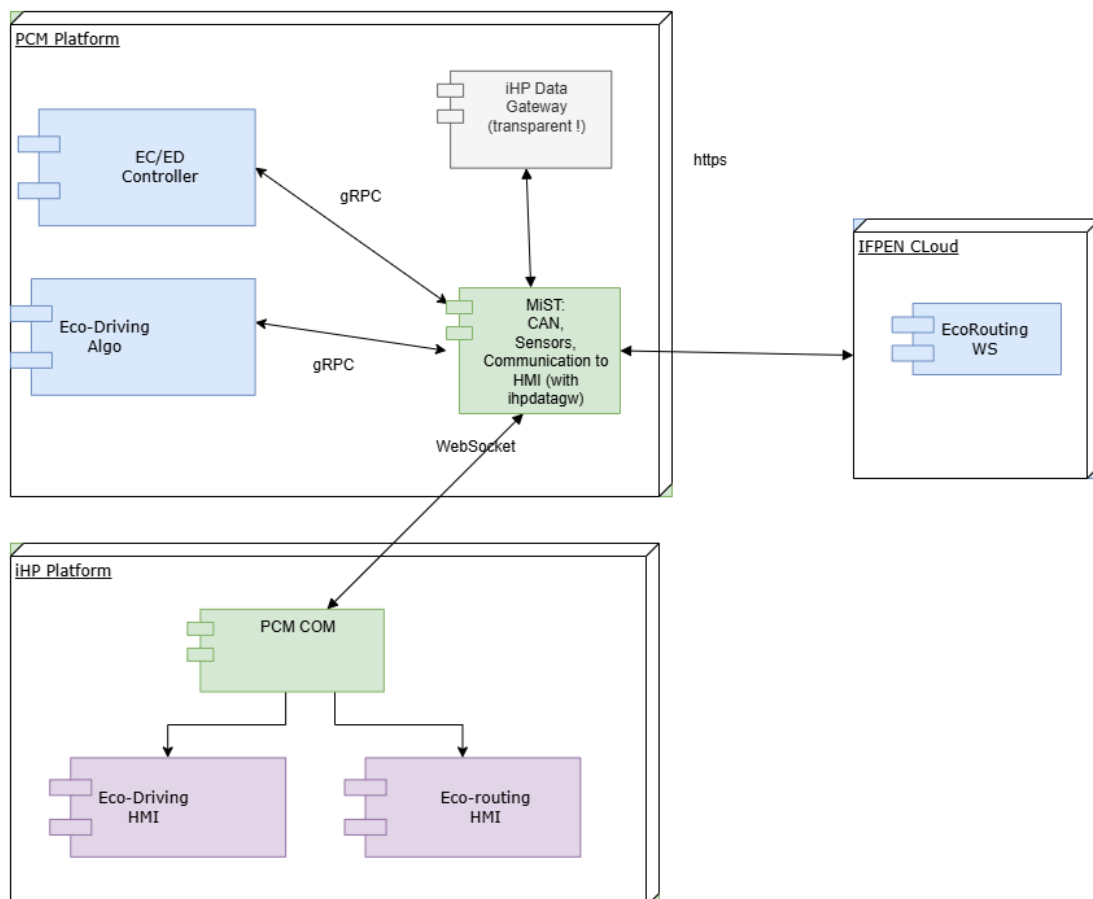 PCM Platform
iHP Data
Gateway
(transparent !)
EC/ED
Controller
https
gRPC
IFPEN CLoud
Eco-Driving
Algo
gRPC
MiST:
CAN,
Sensors,
Communication to
HMI (with
ihpdatagw)
EcoRouting
WS
WebSocket
iHP Platform
PCM COM
Eco-Driving
HMI
Eco-routing
HMI